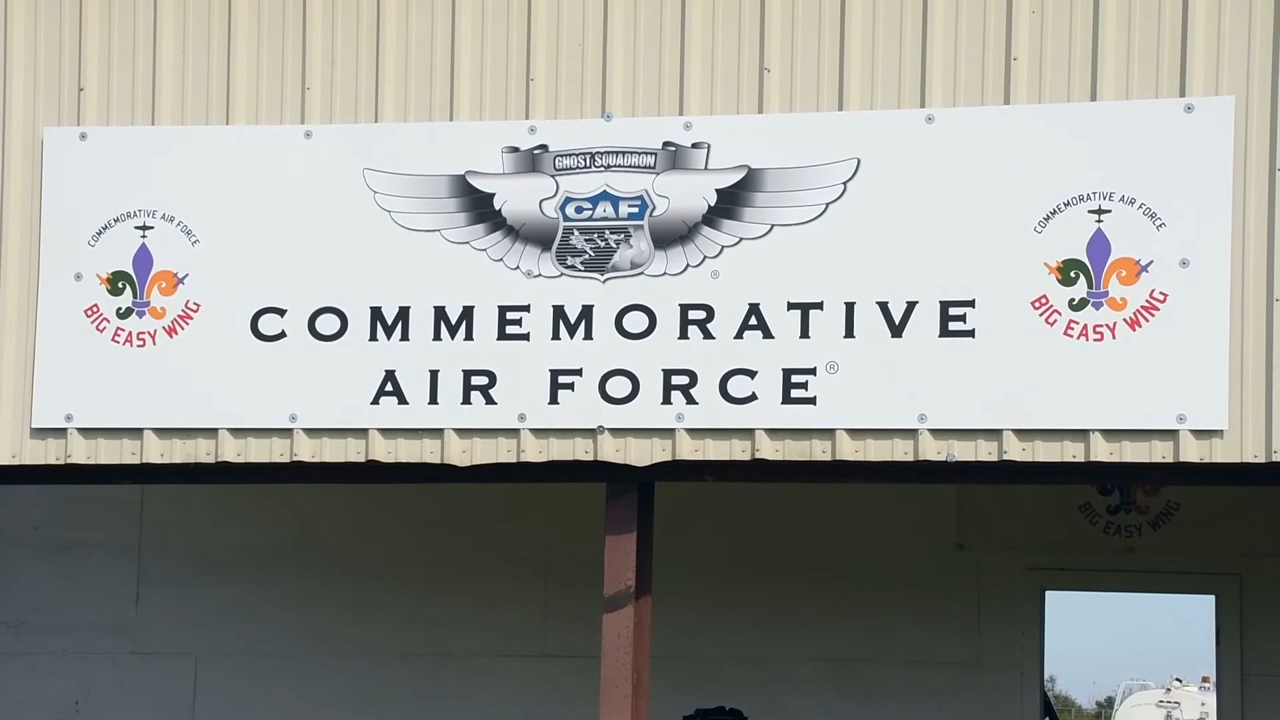 GHOST SQUADRON
CAF
®
COMMEMORATIVE AIR FORCE
BIG EASY WING
COMMEMORATIVE
AIR FORCE®
COMMEMORATIVE AIR FORCE
BIG EASY WING
BIG EASY WING